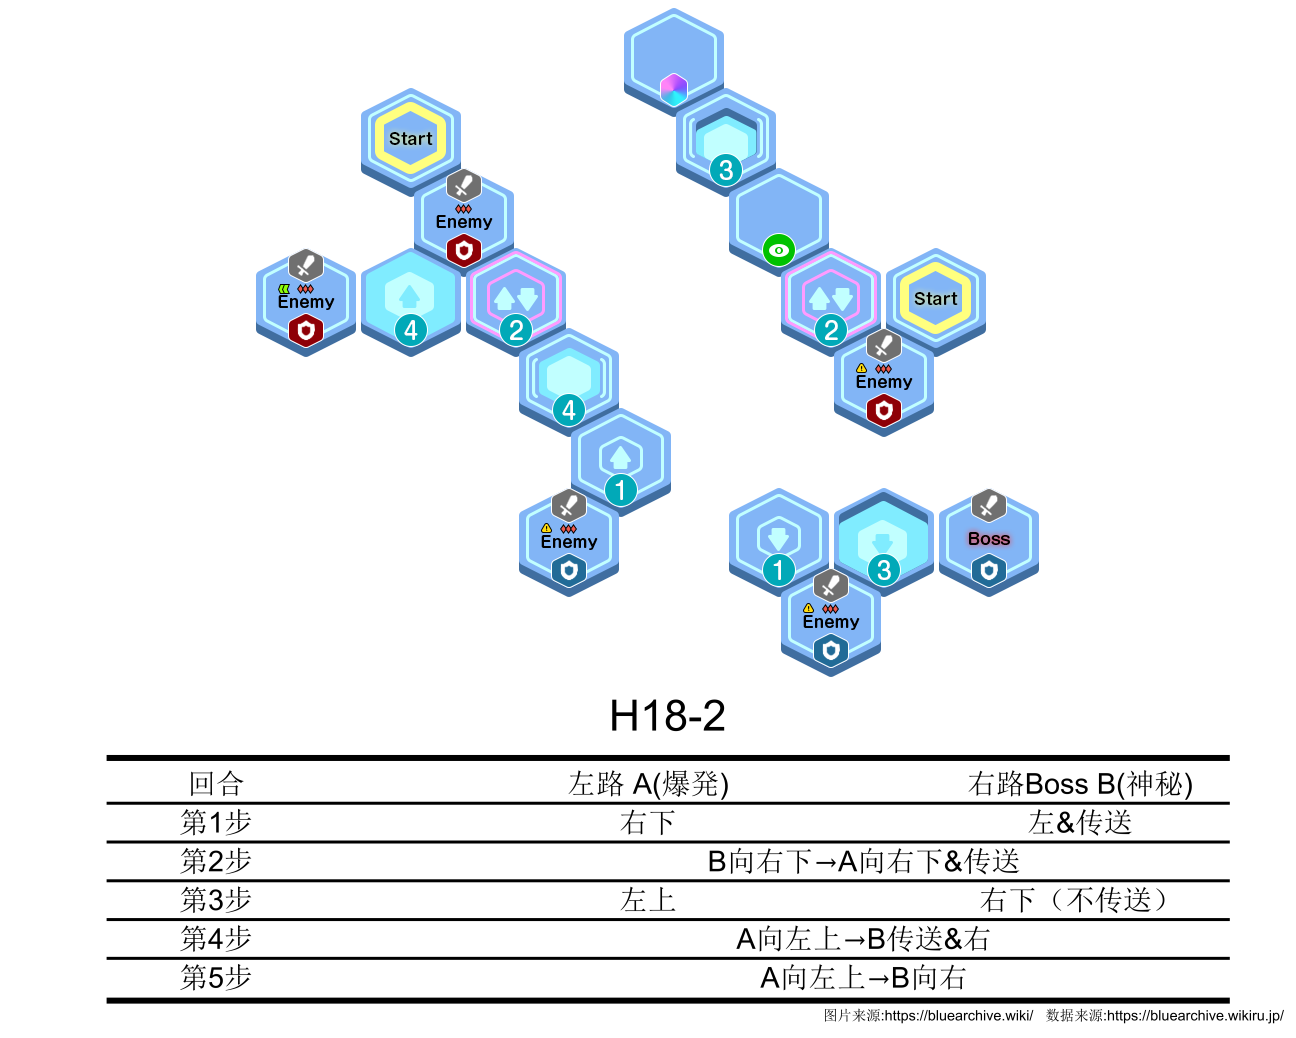 3
Start
Enemy
Enemy
4
2
2
Start
Enemy
4
1
Enemy
1
3
Boss
Enemy
H18-2
回合 左路 A(爆発) 右路Boss B(神秘)
第1步 右下 左&传送
第2步 B向右下→A向右下&传送
第3步 左上 右下（不传送）
第4步 A向左上→B传送&右
第5步 A向左上→B向右
图片来源:https://bluearchive.wiki/ 数据来源:https://bluearchive.wikiru.jp/